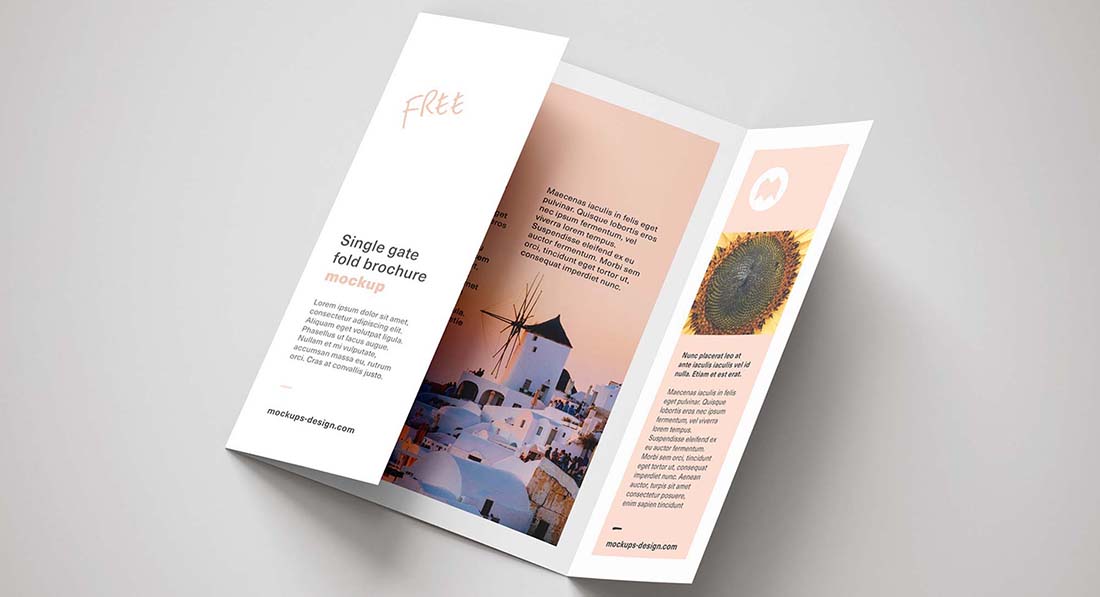 FREE
Single gate
fold brochure
mockup
Lorem ipsum dolor sit amet,
consectetur adipiscing elit.
Aliquam eget volutpat ligula.
Phasellus ut lacus augue.
Nullam et mi vulputate,
accumsan massa eu, rutrum
orci. Cras at convallis justo.
mockups-design.com
get
eros
em
.
met
la.
ptie
Maecenas iaculis in felis eget
pulvinar. Quisque lobortis eros
nec ipsum fermentum, vel
viverra lorem tempus.
Suspendisse eleifend ex eu
auctor fermentum. Morbi sem
orci, tincidunt eget tortor ut,
consequat imperdiet nunc.
Nunc placerat leo at
ante iaculis iaculis vel id
nulla. Etiam et est erat.
Maecenas iaculis in felis
eget pulvinar. Quisque
lobortis eros nec ipsum
fermentum, vel viverra
lorem tempus.
Suspendisse eleifend ex
eu auctor fermentum.
Morbi sem orci, tincidunt
eget tortor ut, consequat
imperdiet nunc. Aenean
auctor, turpis sit amet
consectetur posuere,
enim sapien tincidunt
mockups-design.com